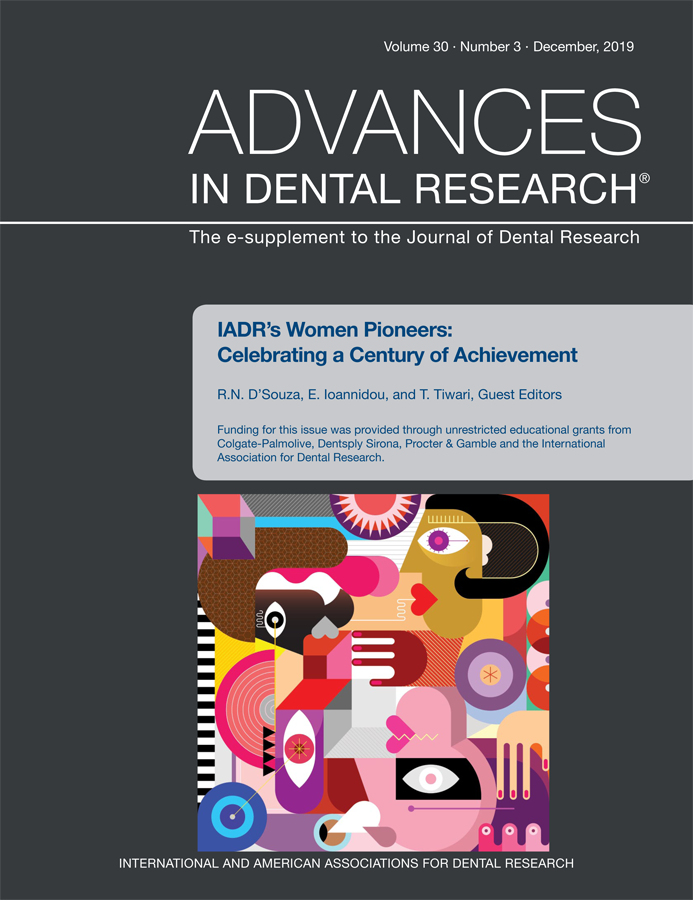 Volume 30 · Number 3 · December, 2019
ADVANCES
IN DENTAL RESEARCH®
The e-supplement to the Journal of Dental Research
IADR’s Women Pioneers:
Celebrating a Century of Achievement
R.N. D’Souza, E. Ioannidou, and T. Tiwari, Guest Editors
Funding for this issue was provided through unrestricted educational grants from
Colgate-Palmolive, Dentsply Sirona, Procter & Gamble and the International
Association for Dental Research.
INTERNATIONAL AND AMERICAN ASSOCIATIONS FOR DENTAL RESEARCH